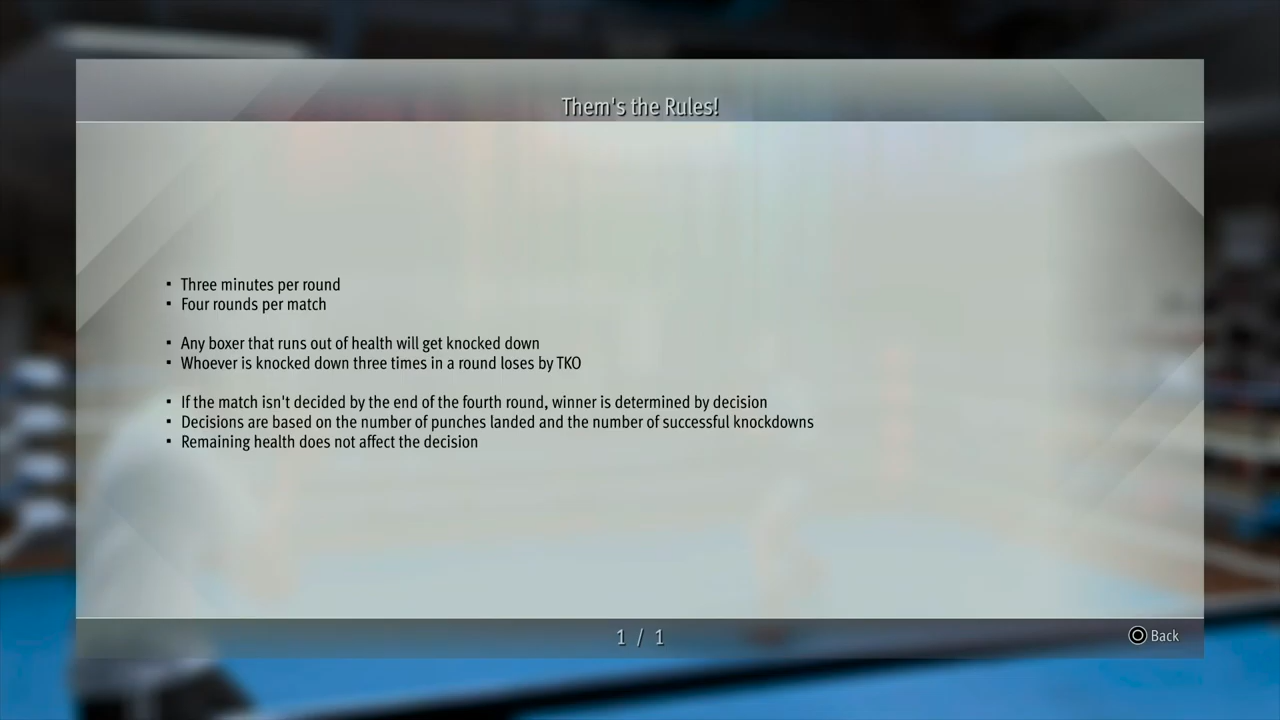 Them's the Rules!
▪ Three minutes per round
▪ Four rounds per match
▪ Any boxer that runs out of health will get knocked down
▪ Whoever is knocked down three times in a round loses by TKO
▪ If the match isn't decided by the end of the fourth round, winner is determined by decision
▪ Decisions are based on the number of punches landed and the number of successful knockdowns
▪ Remaining health does not affect the decision
1 / 1
Back